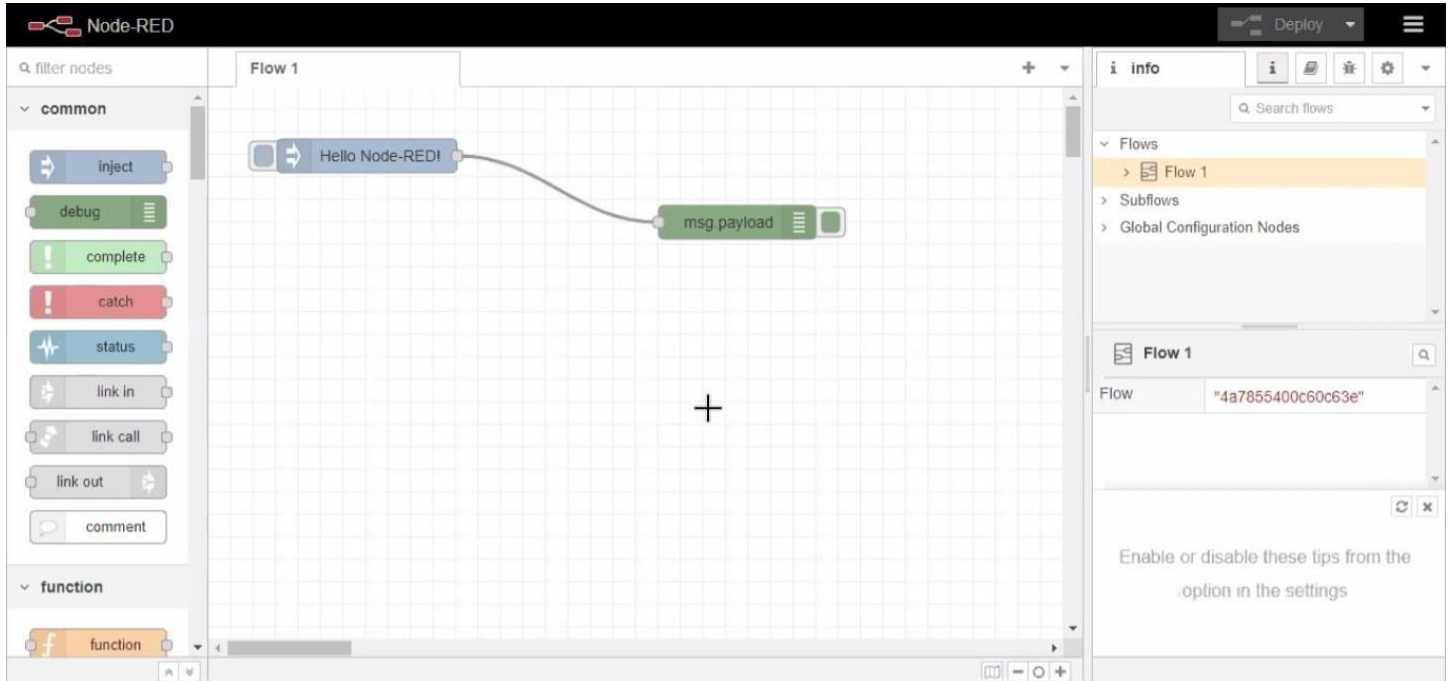 Node-RED
Deploy
filter nodes
Flow 1
i info
i
Search flows
common
inject
debug
complete
catch
status
link in
link call
link out
comment
function
function
Hello Node-RED!
msg.payload
Flows
Flow 1
Subflows
Global Configuration Nodes
Flow 1
Flow "4a7855400c60c63e"
Enable or disable these tips from the
.option in the settings